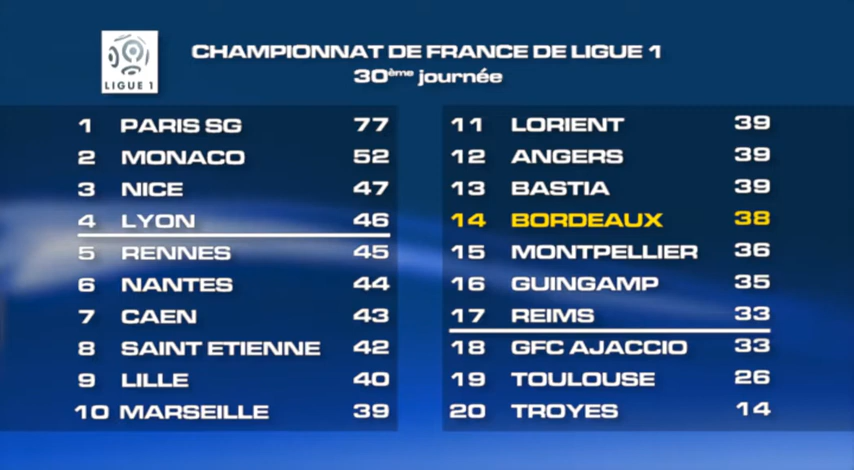 LIGUE 1
CHAMPIONNAT DE FRANCE DE LIGUE 1
30ème journée
1 PARIS SG 77
2 MONACO 52
3 NICE 47
4 LYON 46
5 RENNES 45
6 NANTES 44
7 CAEN 43
8 SAINT ETIENNE 42
9 LILLE 40
10 MARSEILLE 39
11 LORIENT 39
12 ANGERS 39
13 BASTIA 39
14 BORDEAUX 38
15 MONTPELLIER 36
16 GUINGAMP 35
17 REIMS 33
18 GFC AJACCIO 33
19 TOULOUSE 26
20 TROYES 14